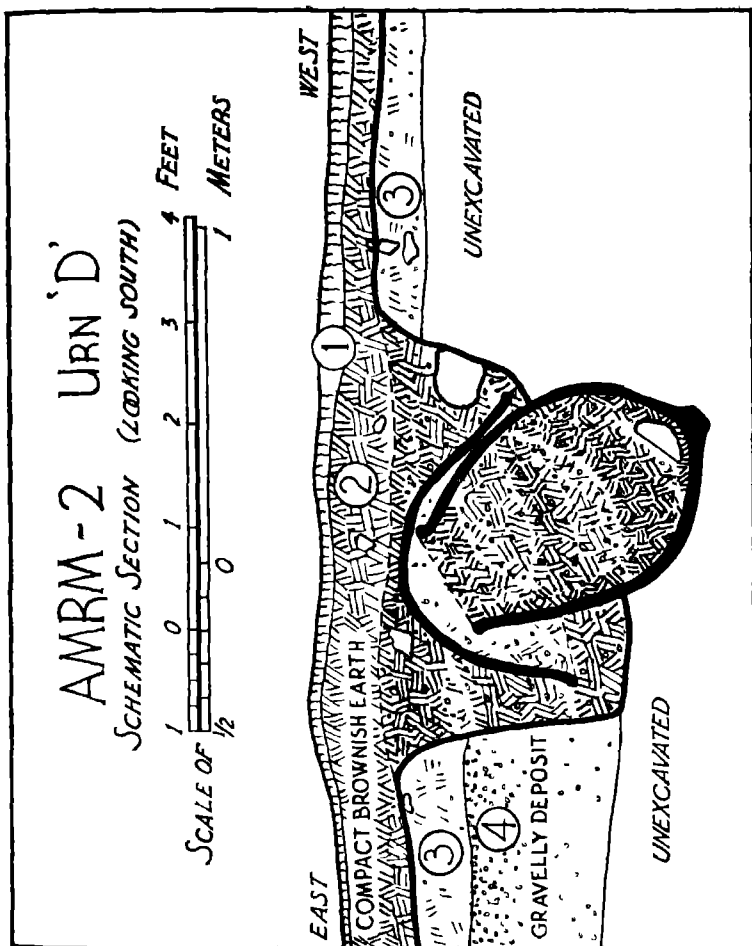 AMRM-2 URN 'D'
SCHEMATIC SECTION (LOOKING SOUTH)
SCALE OF
1 0 1 2 3 4 FEET
1/2 0 1 METERS
EAST
WEST
1
2
COMPACT BROWNISH EARTH
3
3
4
GRAVELLY DEPOSIT
UNEXCAVATED
UNEXCAVATED